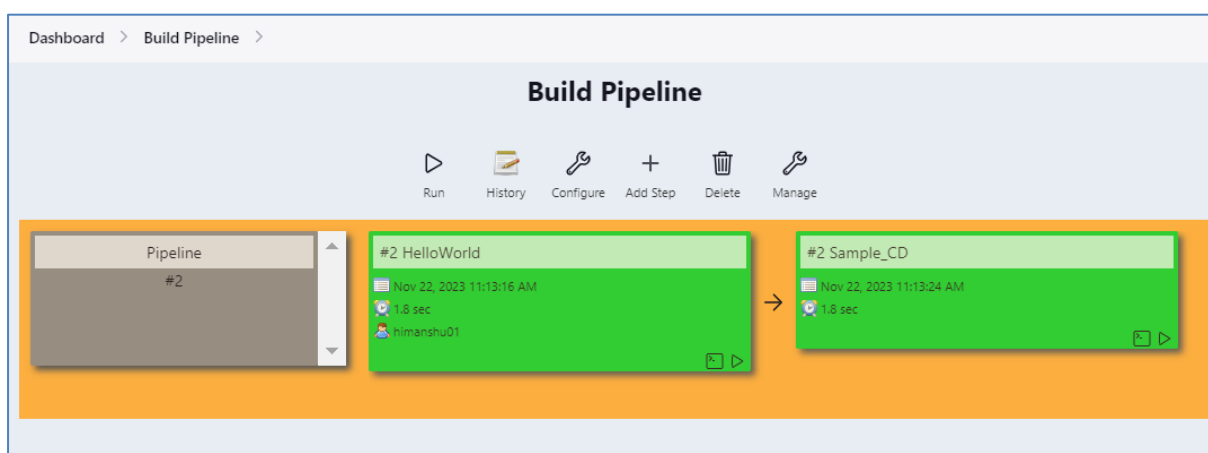 Dashboard > Build Pipeline >
Build Pipeline
Run History Configure Add Step Delete Manage
Pipeline
#2
#2 HelloWorld
Nov 22, 2023 11:13:16 AM
1.8 sec
himanshu01
#2 Sample_CD
Nov 22, 2023 11:13:24 AM
1.8 sec